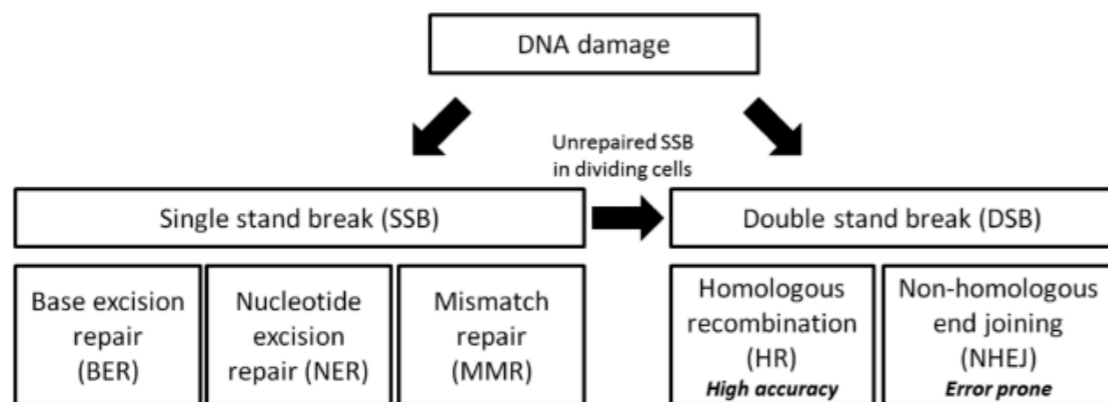 DNA damage
Unrepaired SSB
in dividing cells
Single stand break (SSB)
Double stand break (DSB)
Base excision
repair
(BER)
Nucleotide
excision
repair (NER)
Mismatch
repair
(MMR)
Homologous
recombination
(HR)
High accuracy
Non-homologous
end joining
(NHEJ)
Error prone